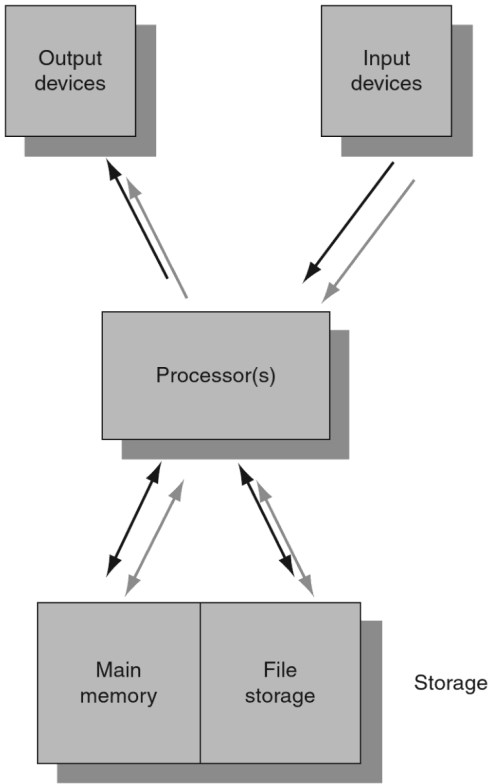 Output
devices
Input
devices
Processor(s)
Main
memory
File
storage
Storage